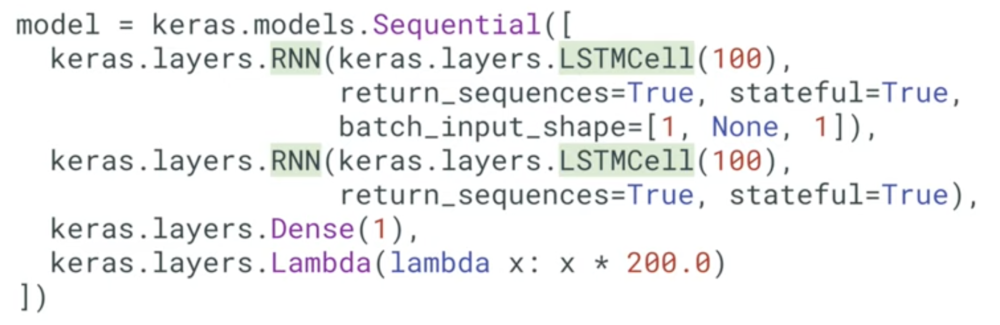 model = keras.models.Sequential([
  keras.layers.RNN(keras.layers.LSTMCell(100),
                   return_sequences=True, stateful=True,
                   batch_input_shape=[1, None, 1]),
  keras.layers.RNN(keras.layers.LSTMCell(100),
                   return_sequences=True, stateful=True),
  keras.layers.Dense(1),
  keras.layers.Lambda(lambda x: x * 200.0)
])